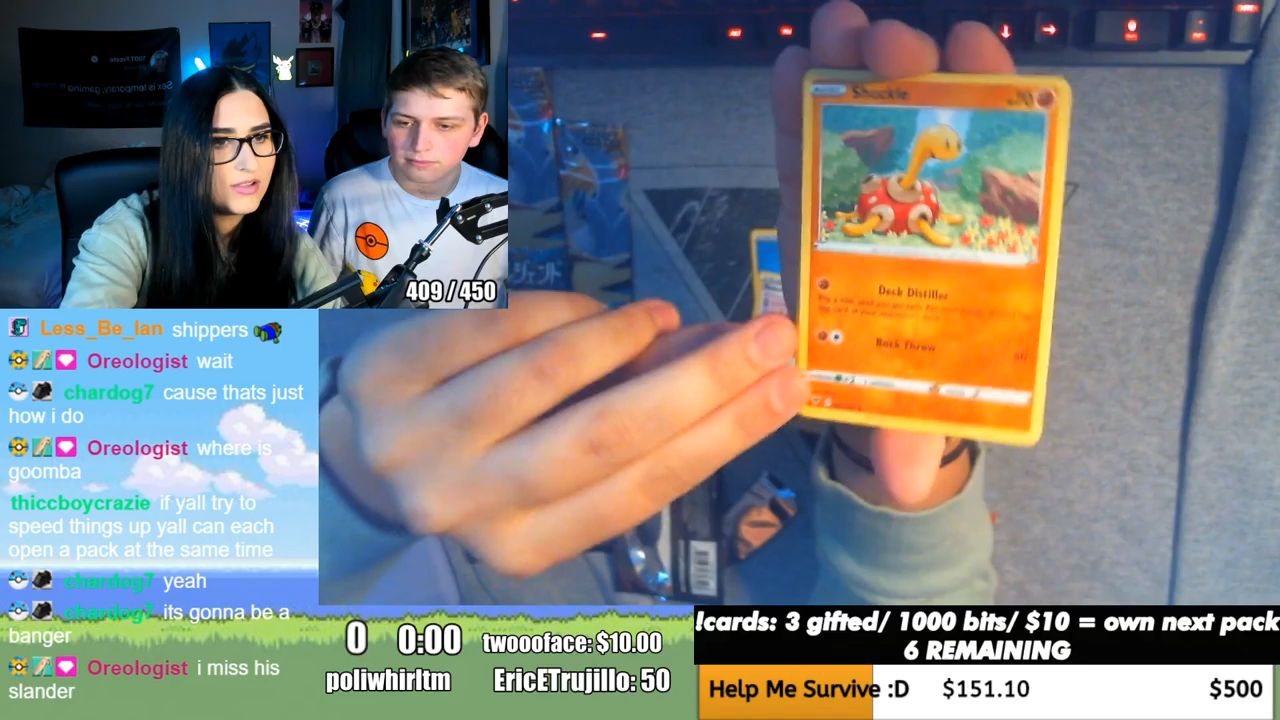 409 / 450
Less_Be_Ian shippers
Oreologist wait
chardog7 cause thats just
how i do
Oreologist where is
goomba
thiccboycrazie if yall try to
speed things up yall can each
open a pack at the same time
chardog7 yeah
chardog7 its gonna be a
banger
Oreologist i miss his
slander
Shuckle
70
Deck Distiller
Rock Throw
0 0:00 twoooface: $10.00
poliwhirltm EricETrujillo: 50
!cards: 3 gifted/ 1000 bits/ $10 = own next pack
6 REMAINING
Help Me Survive :D $151.10 $500